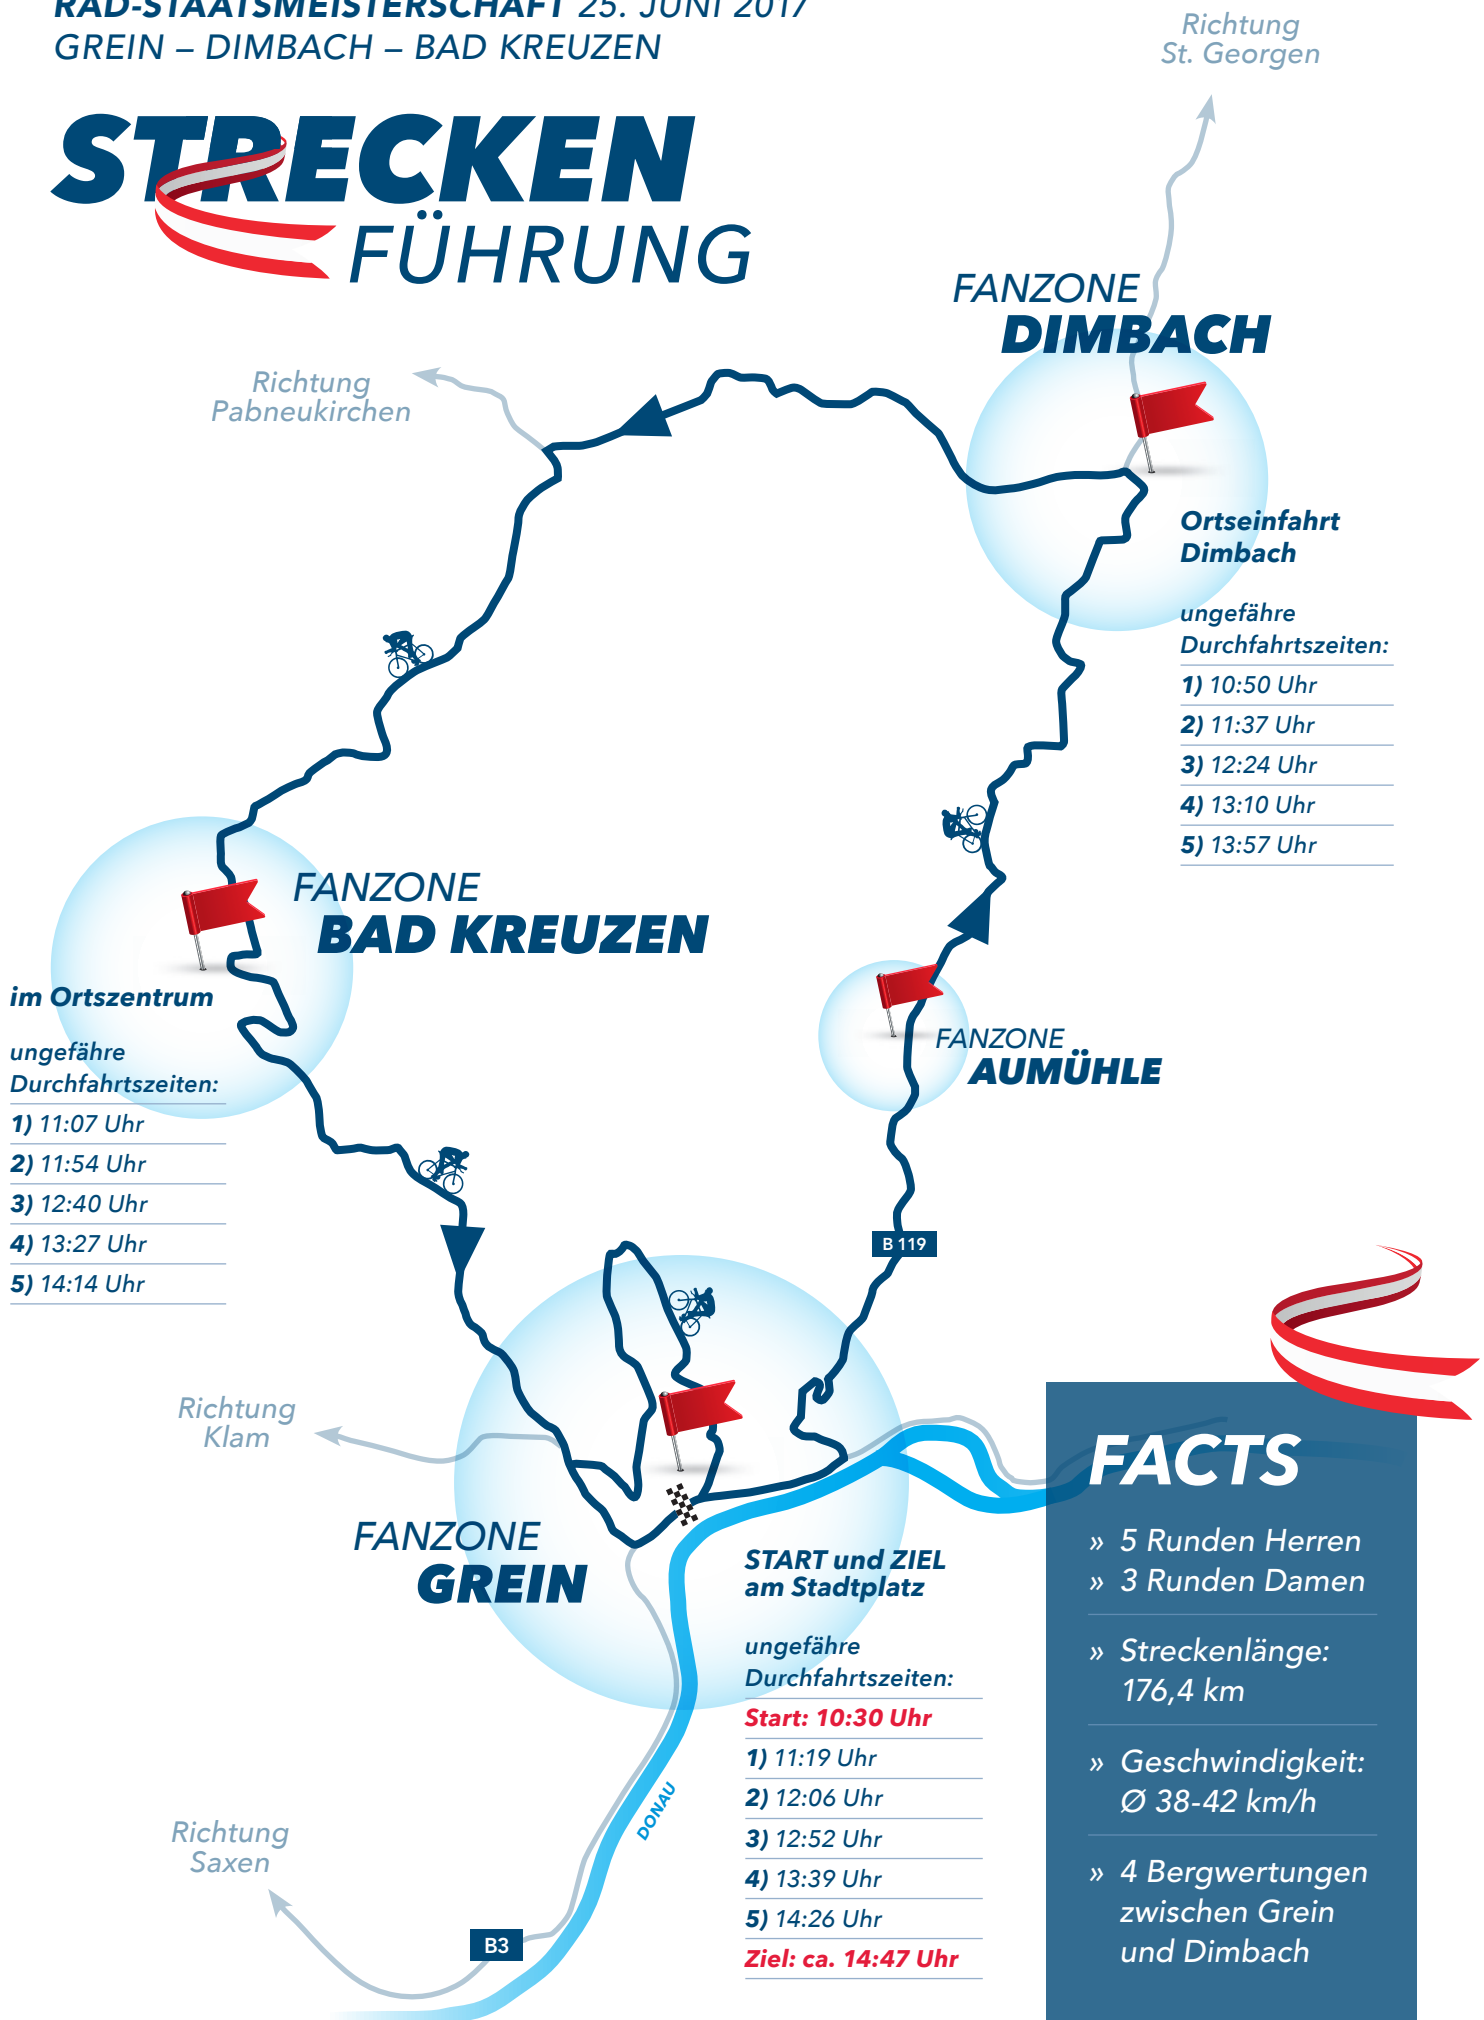 RAD-STAATSMEISTERSCHAFT 25. JUNI 2017
GREIN – DIMBACH – BAD KREUZEN
STRECKEN
FÜHRUNG
Richtung
St. Georgen
FANZONE
DIMBACH
Richtung
Pabneukirchen
Ortseinfahrt
Dimbach
ungefähre
Durchfahrtszeiten:
1) 10:50 Uhr
2) 11:37 Uhr
3) 12:24 Uhr
4) 13:10 Uhr
5) 13:57 Uhr
FANZONE
BAD KREUZEN
im Ortszentrum
ungefähre
Durchfahrtszeiten:
1) 11:07 Uhr
2) 11:54 Uhr
3) 12:40 Uhr
4) 13:27 Uhr
5) 14:14 Uhr
FANZONE
AUMÜHLE
B 119
Richtung
Klam
FANZONE
GREIN
START und ZIEL
am Stadtplatz
ungefähre
Durchfahrtszeiten:
Start: 10:30 Uhr
1) 11:19 Uhr
2) 12:06 Uhr
3) 12:52 Uhr
4) 13:39 Uhr
5) 14:26 Uhr
Ziel: ca. 14:47 Uhr
DONAU
Richtung
Saxen
B3
FACTS
» 5 Runden Herren
» 3 Runden Damen
» Streckenlänge:
176,4 km
» Geschwindigkeit:
Ø 38-42 km/h
» 4 Bergwertungen
zwischen Grein
und Dimbach